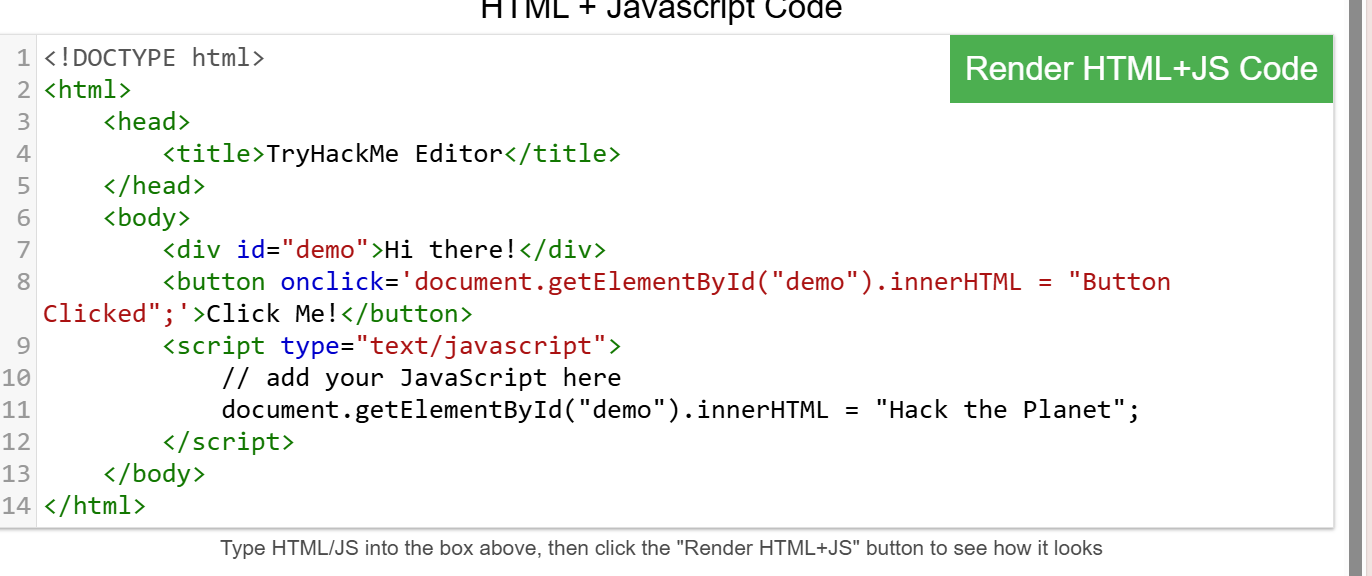 HTML + Javascript Code
Render HTML+JS Code
1 <!DOCTYPE html>
2 <html>
3     <head>
4         <title>TryHackMe Editor</title>
5     </head>
6     <body>
7         <div id="demo">Hi there!</div>
8         <button onclick='document.getElementById("demo").innerHTML = "Button
Clicked";'>Click Me!</button>
9         <script type="text/javascript">
10             // add your JavaScript here
11             document.getElementById("demo").innerHTML = "Hack the Planet";
12         </script>
13     </body>
14 </html>
Type HTML/JS into the box above, then click the "Render HTML+JS" button to see how it looks